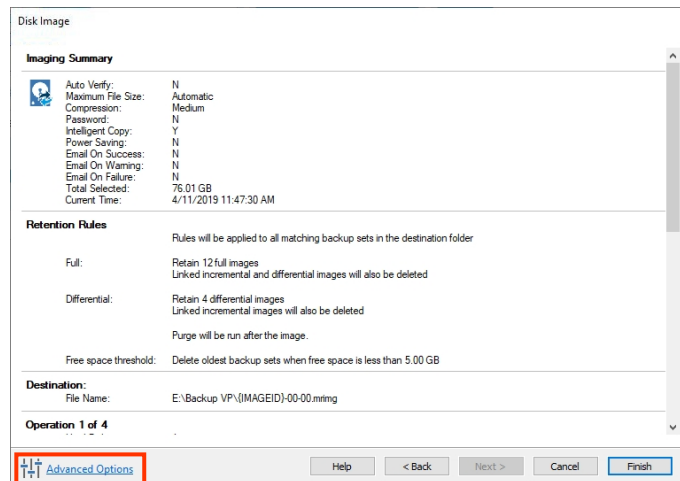 Disk Image
Imaging Summary
Auto Verify: N
Maximum File Size: Automatic
Compression: Medium
Password: N
Intelligent Copy: Y
Power Saving: N
Email On Success: N
Email On Warning: N
Email On Failure: N
Total Selected: 76.01 GB
Current Time: 4/11/2019 11:47:30 AM
Retention Rules
Rules will be applied to all matching backup sets in the destination folder
Full: Retain 12 full images
Linked incremental and differential images will also be deleted
Differential: Retain 4 differential images
Linked incremental images will also be deleted
Purge will be run after the image.
Free space threshold: Delete oldest backup sets when free space is less than 5.00 GB
Destination:
File Name: E:\Backup VP\{IMAGEID}-00-00.mrimg
Operation 1 of 4
Advanced Options Help < Back Next > Cancel Finish